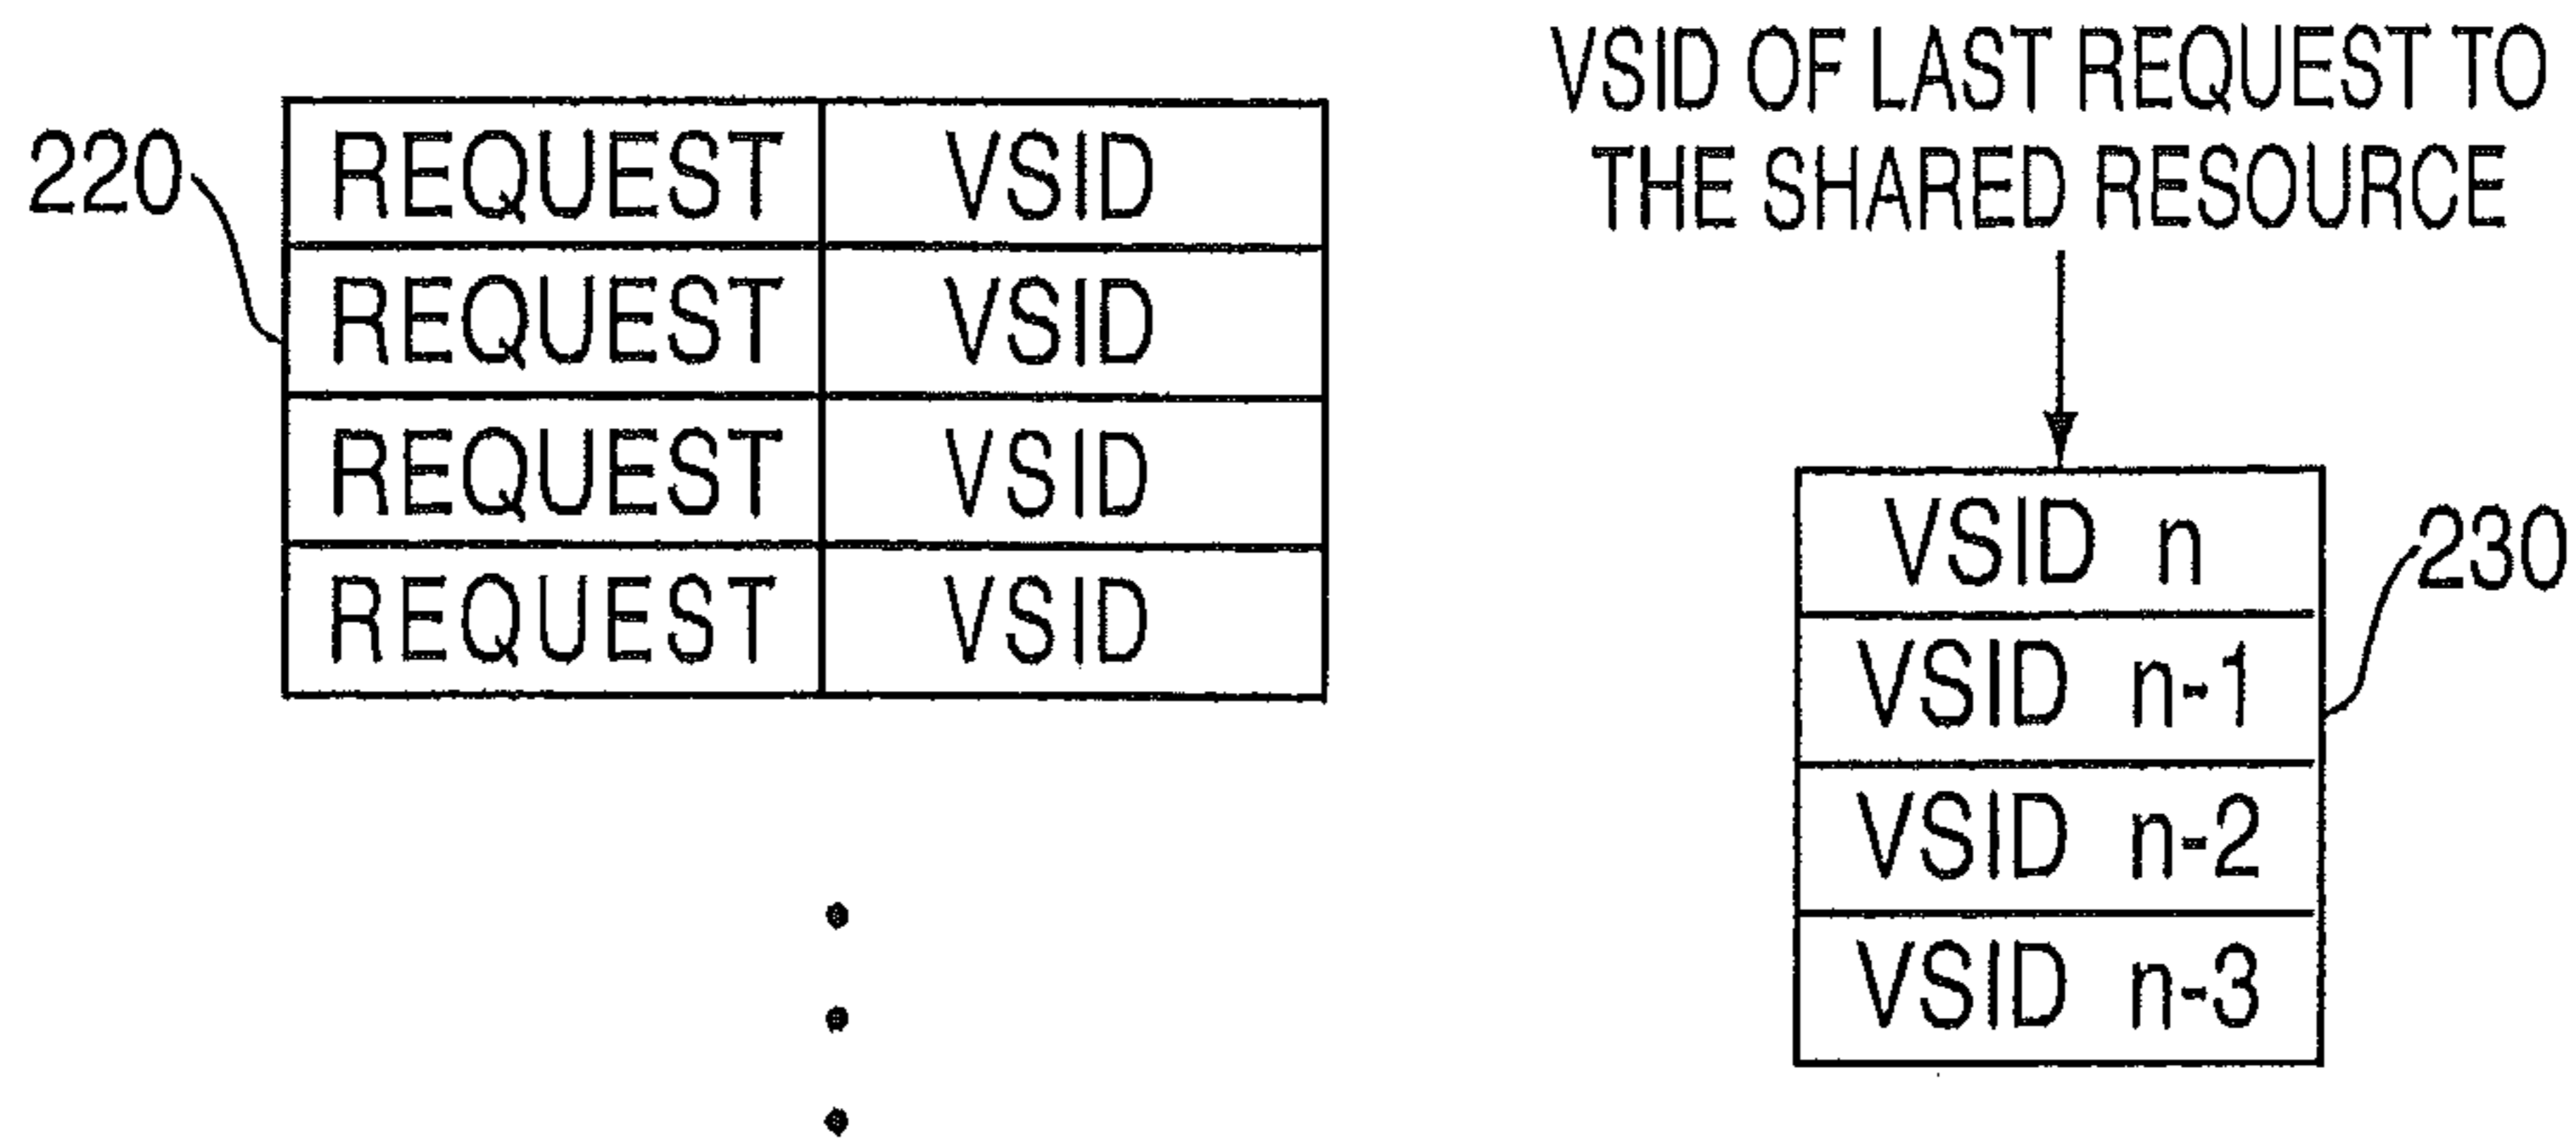 220
REQUEST VSID
REQUEST VSID
REQUEST VSID
REQUEST VSID
VSID OF LAST REQUEST TO
THE SHARED RESOURCE
VSID n
VSID n-1
VSID n-2
VSID n-3
230